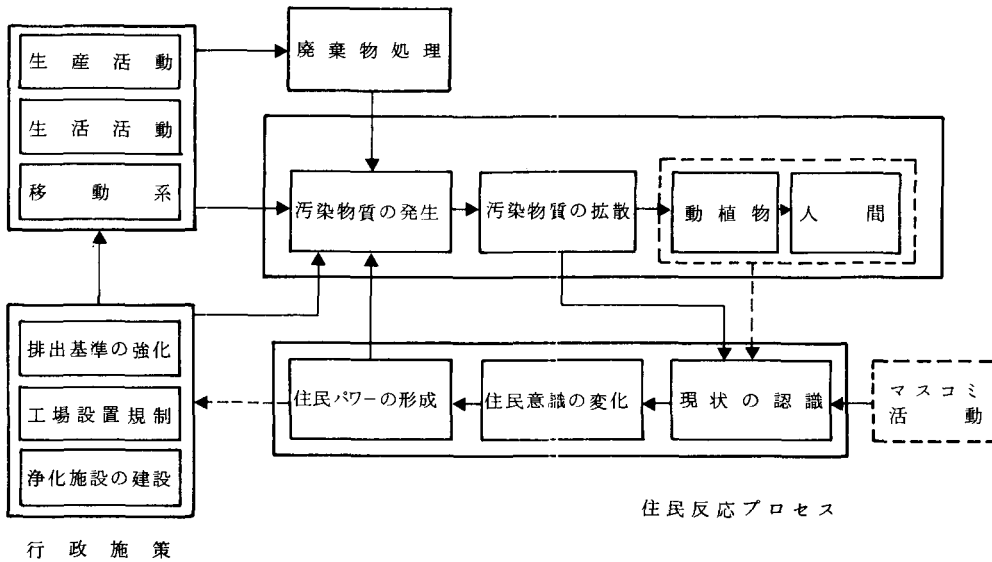 生産活動
生活活動
移動系
廃棄物処理
汚染物質の発生
汚染物質の拡散
動植物
人間
排出基準の強化
工場設置規制
浄化施設の建設
行政施策
住民パワーの形成
住民意識の変化
現状の認識
マスコミ
活動
住民反応プロセス